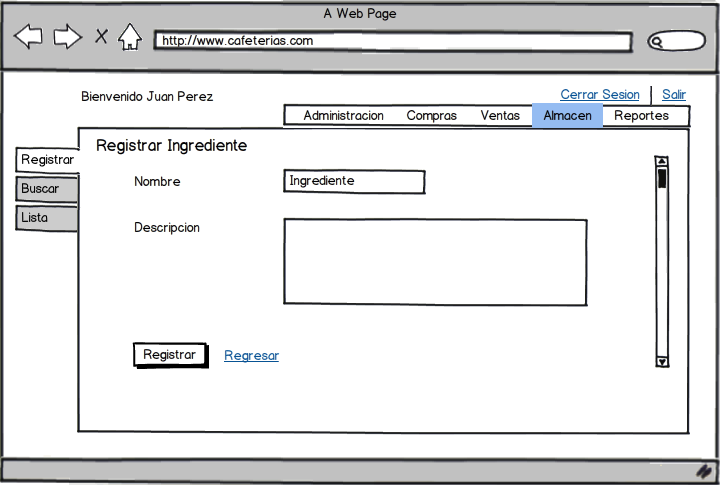 A Web Page
http://www.cafeterias.com
Bienvenido Juan Perez
Cerrar Sesion Salir
Administracion Compras Ventas Almacen Reportes
Registrar Ingrediente
Registrar
Buscar
Lista
Nombre Ingrediente
Descripcion
Registrar Regresar